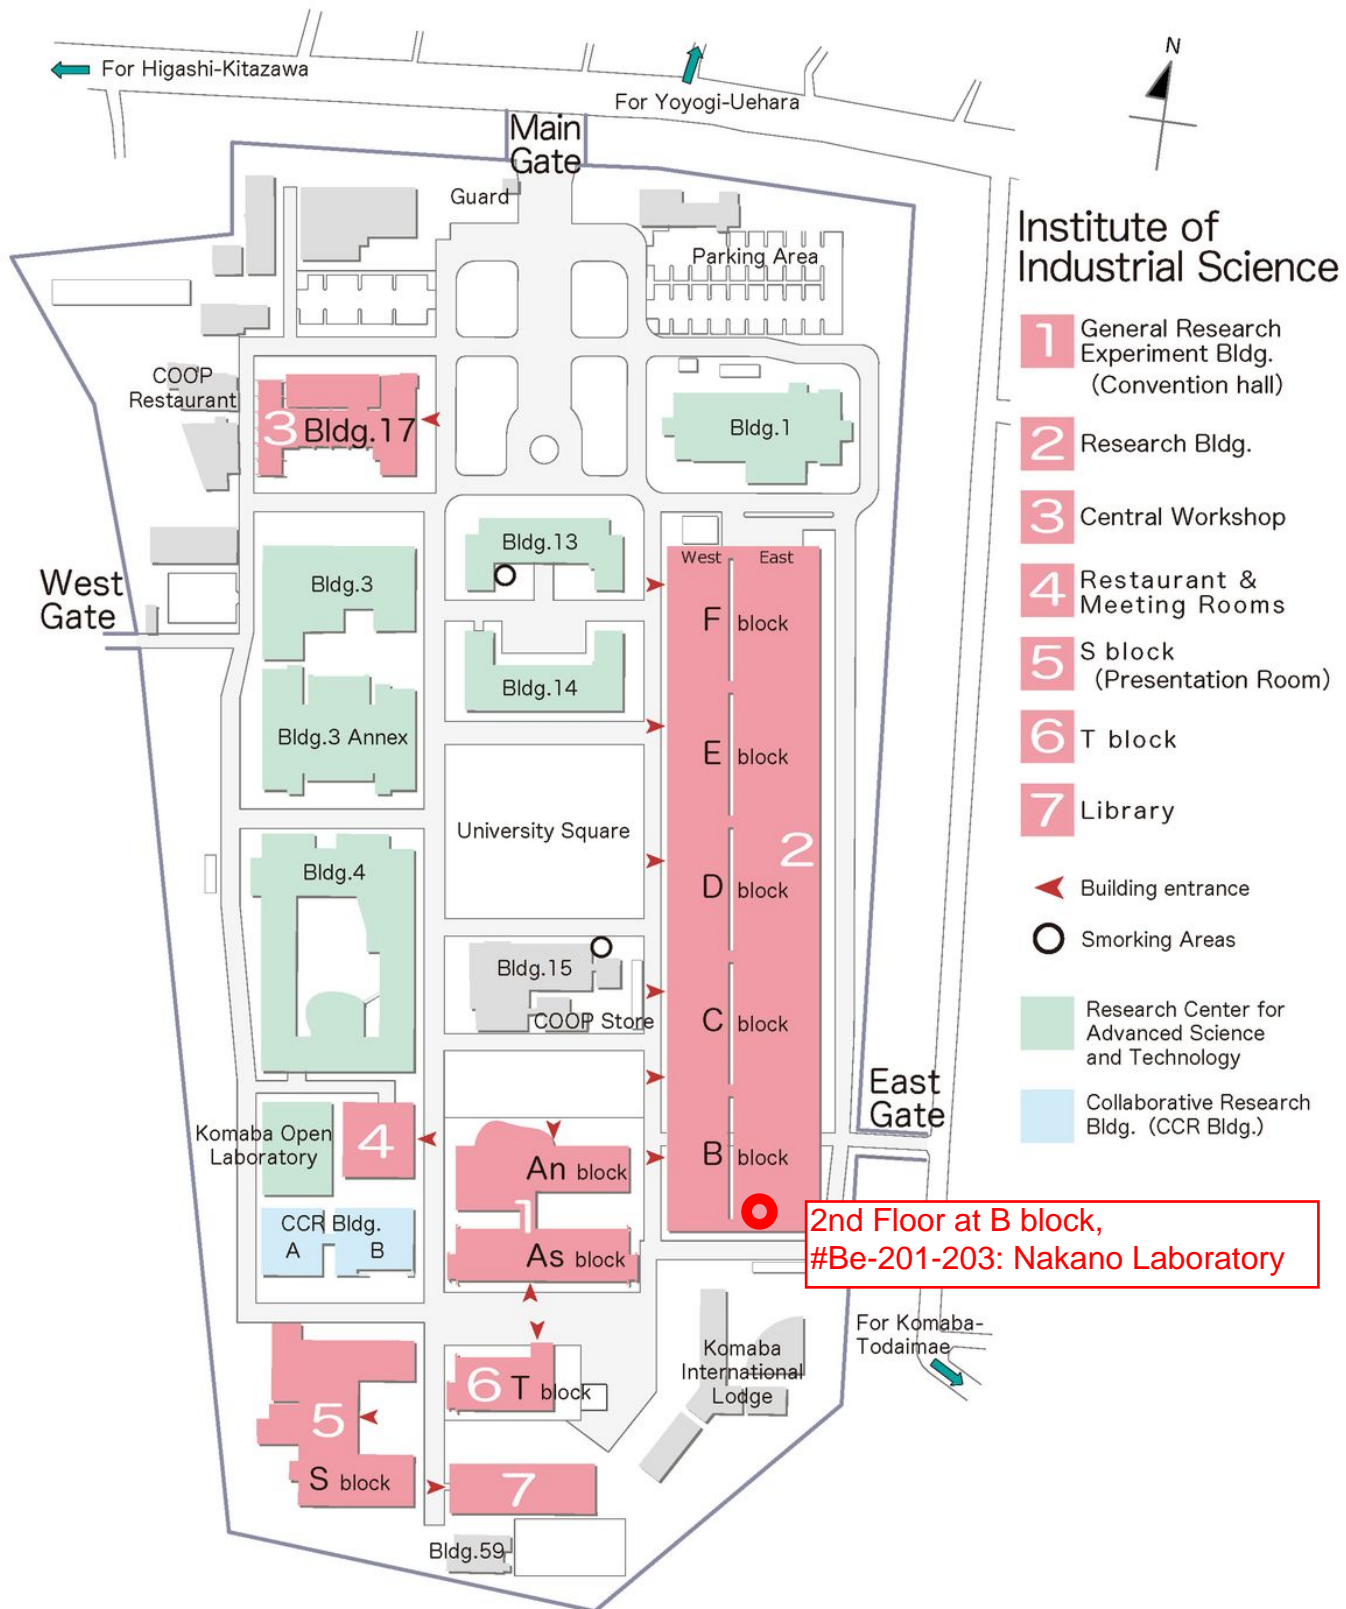 For Higashi-Kitazawa
For Yoyogi-Uehara
N
Main
Gate
Guard
Parking Area
Institute of
Industrial Science
1 General Research
Experiment Bldg.
(Convention hall)
2 Research Bldg.
3 Central Workshop
4 Restaurant &
Meeting Rooms
5 S block
(Presentation Room)
6 T block
7 Library
Building entrance
Smorking Areas
Research Center for
Advanced Science
and Technology
Collaborative Research
Bldg. (CCR Bldg.)
COOP
Restaurant
3 Bldg.17
Bldg.1
Bldg.13
West East
West
Gate
Bldg.3
F block
Bldg.14
Bldg.3 Annex
E block
University Square
2
Bldg.4
D block
Bldg.15
COOP Store
C block
East
Gate
Komaba Open
Laboratory
4
An block
B block
1
CCR Bldg.
A B
As block
2nd Floor at B block,
#Be-201-203: Nakano Laboratory
For Komaba-
Todaimae
Komaba
International
Lodge
6 T block
5
S block
7
Bldg.59